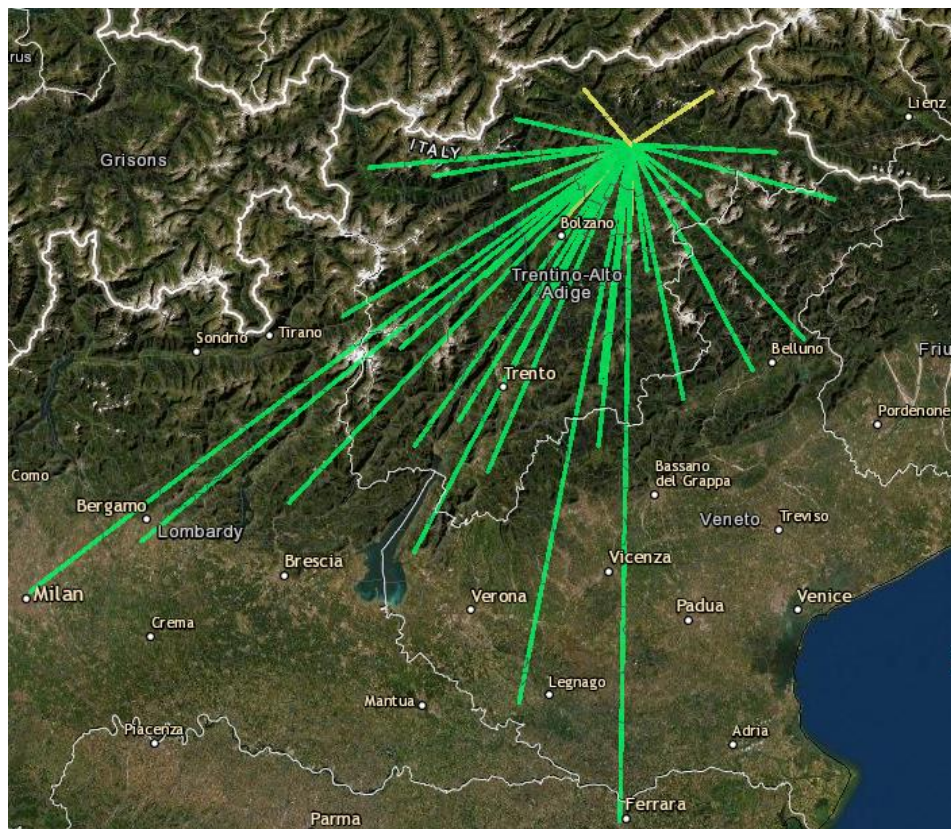 rus
Lienz
ITALY
Grisons
Bolzano
Trentino-Alto
Adige
Sondrio
Tirano
Belluno
Friu
Trento
Pordenone
Como
Bassano
del Grappa
Bergamo
Lombardy
Veneto
Treviso
Brescia
Vicenza
Milan
Verona
Padua
Venice
Crema
Legnago
Mantua
Piacenza
Adria
Ferrara
Parma